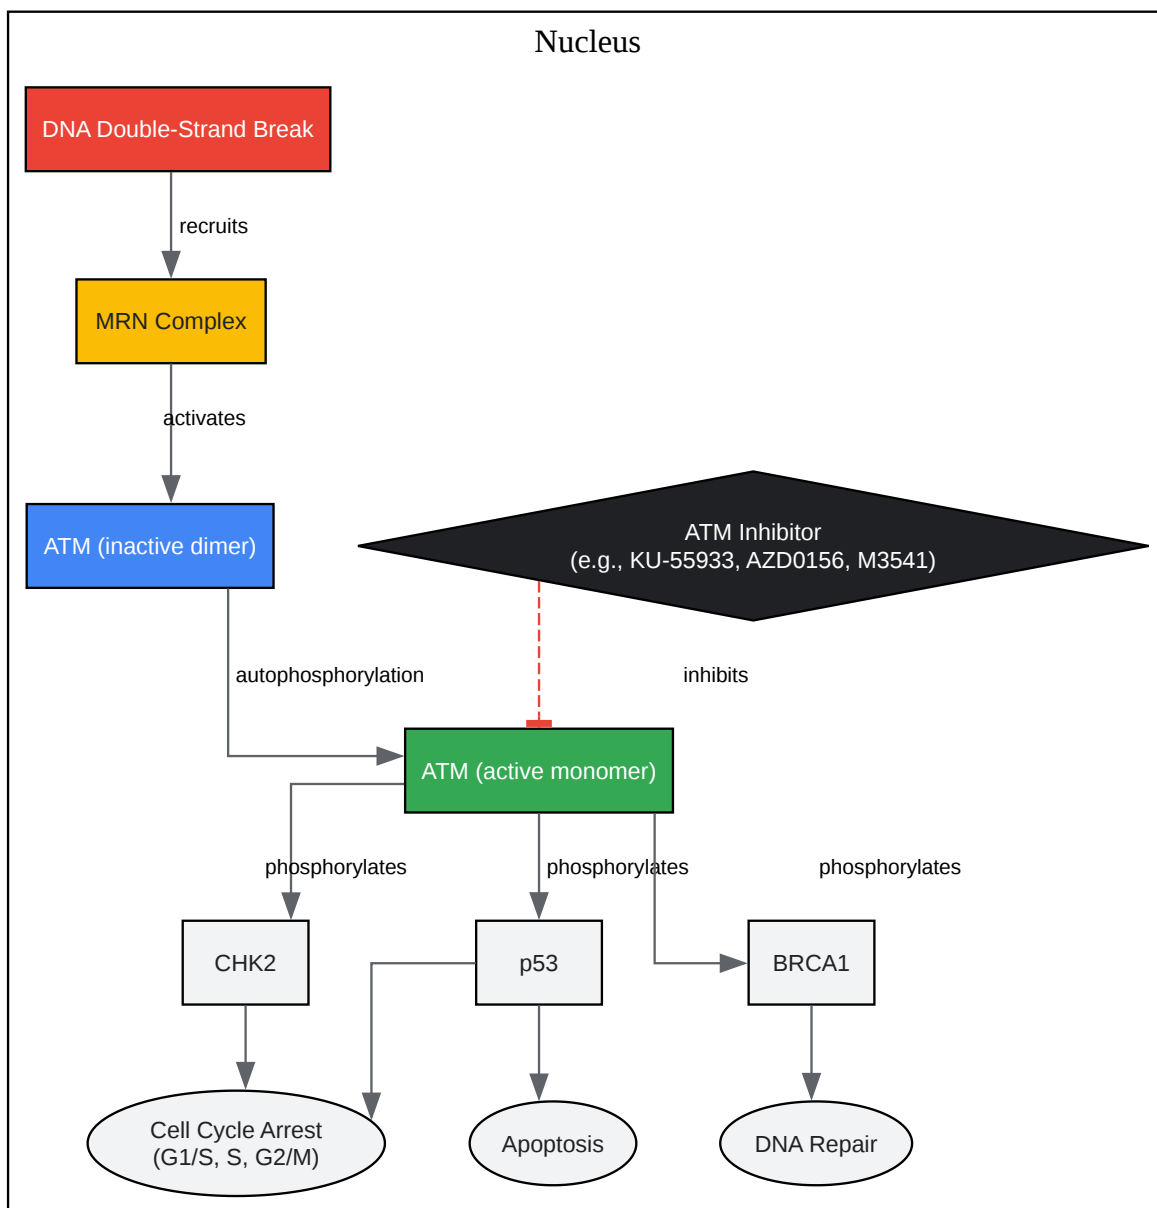 Nucleus
DNA Double-Strand Break
recruits
MRN Complex
activates
ATM (inactive dimer)
ATM Inhibitor
(e.g., KU-55933, AZD0156, M3541)
autophosphorylation
inhibits
ATM (active monomer)
phosphorylates
phosphorylates
phosphorylates
CHK2
p53
BRCA1
Cell Cycle Arrest
(G1/S, S, G2/M)
Apoptosis
DNA Repair